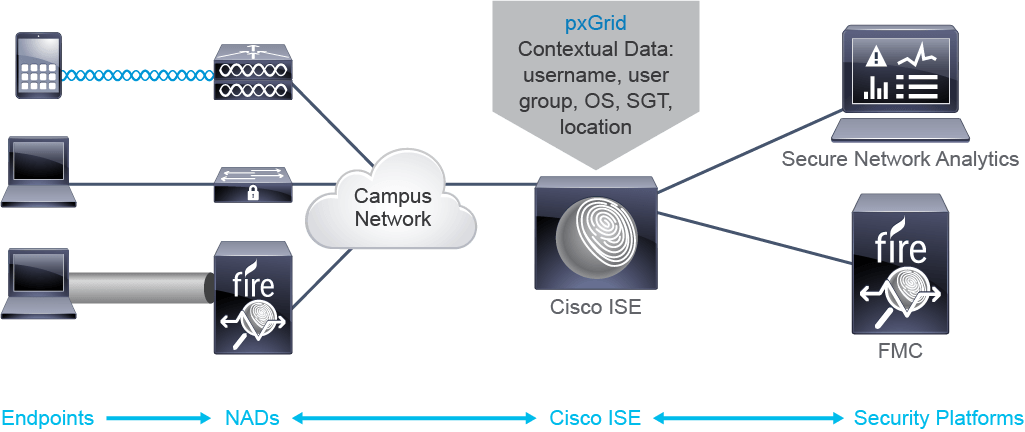 pxGrid
Contextual Data:
username, user
group, OS, SGT,
location
Secure Network Analytics
Campus
Network
fire
fire
Cisco ISE
FMC
Endpoints
NADs
Cisco ISE
Security Platforms